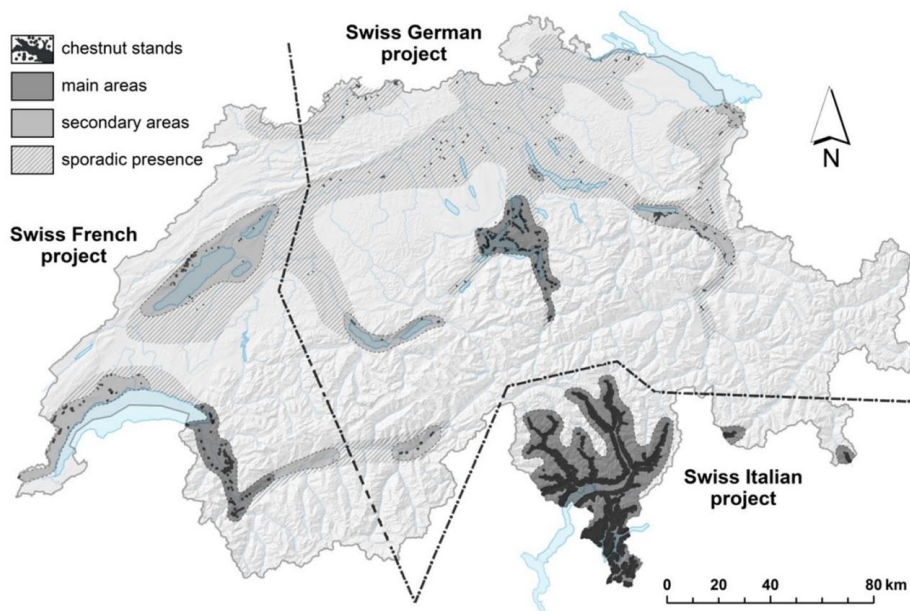 chestnut stands
main areas
secondary areas
sporadic presence
Swiss German
project
N
Swiss French
project
Swiss Italian
project
0 20 40 80 km